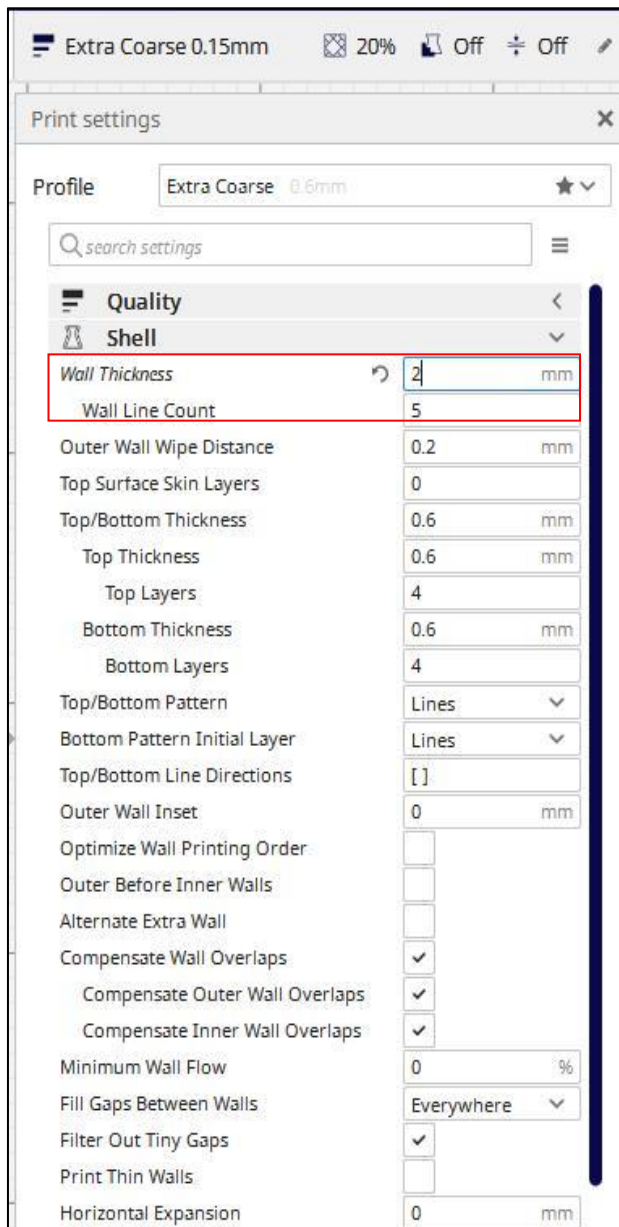 Extra Coarse 0.15mm 20% Off Off
Print settings
Profile Extra Coarse 0.6mm
search settings
Quality
Shell
Wall Thickness 2 mm
Wall Line Count 5
Outer Wall Wipe Distance 0.2 mm
Top Surface Skin Layers 0
Top/Bottom Thickness 0.6 mm
Top Thickness 0.6 mm
Top Layers 4
Bottom Thickness 0.6 mm
Bottom Layers 4
Top/Bottom Pattern Lines
Bottom Pattern Initial Layer Lines
Top/Bottom Line Directions []
Outer Wall Inset 0 mm
Optimize Wall Printing Order
Outer Before Inner Walls
Alternate Extra Wall
Compensate Wall Overlaps
Compensate Outer Wall Overlaps
Compensate Inner Wall Overlaps
Minimum Wall Flow 0 %
Fill Gaps Between Walls Everywhere
Filter Out Tiny Gaps
Print Thin Walls
Horizontal Expansion 0 mm